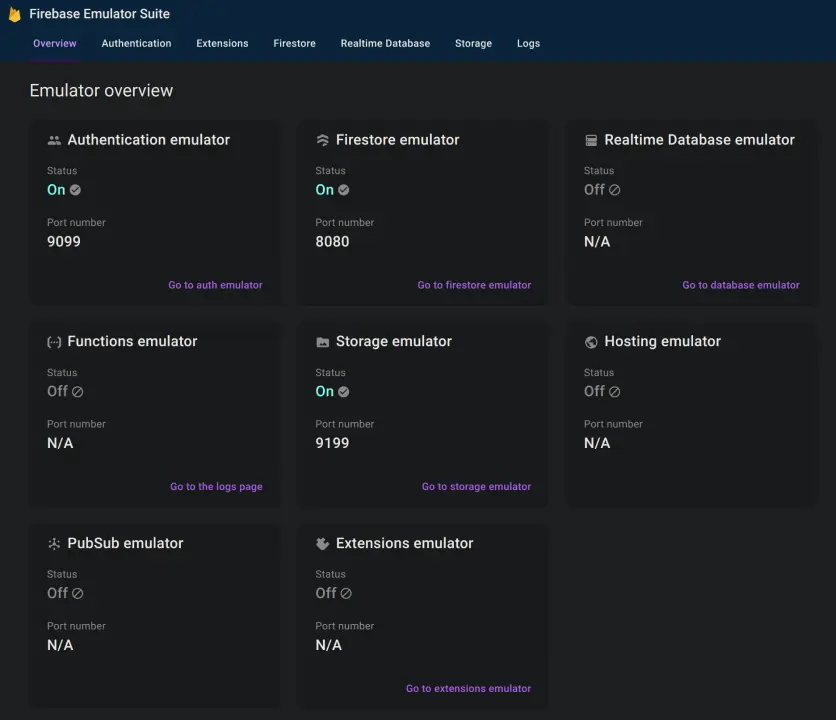 Firebase Emulator Suite
Overview Authentication Extensions Firestore Realtime Database Storage Logs
Emulator overview
Authentication emulator
Status
On
Port number
9099
Go to auth emulator
Firestore emulator
Status
On
Port number
8080
Go to firestore emulator
Realtime Database emulator
Status
Off
Port number
N/A
Go to database emulator
Functions emulator
Status
Off
Port number
N/A
Go to the logs page
Storage emulator
Status
On
Port number
9199
Go to storage emulator
Hosting emulator
Status
Off
Port number
N/A
PubSub emulator
Status
Off
Port number
N/A
Extensions emulator
Status
Off
Port number
N/A
Go to extensions emulator